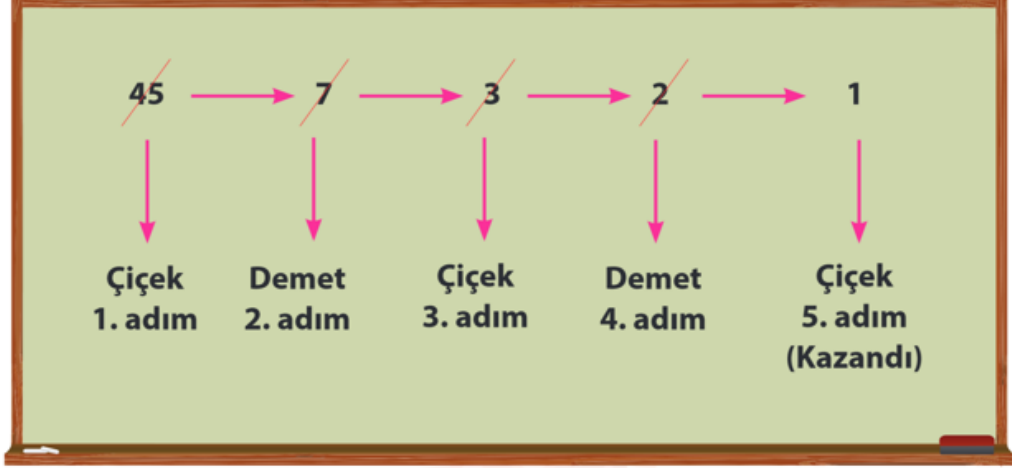 45 7 3 2 1
Çiçek Demet Çiçek Demet Çiçek
1. adım 2. adım 3. adım 4. adım 5. adım
(Kazandı)